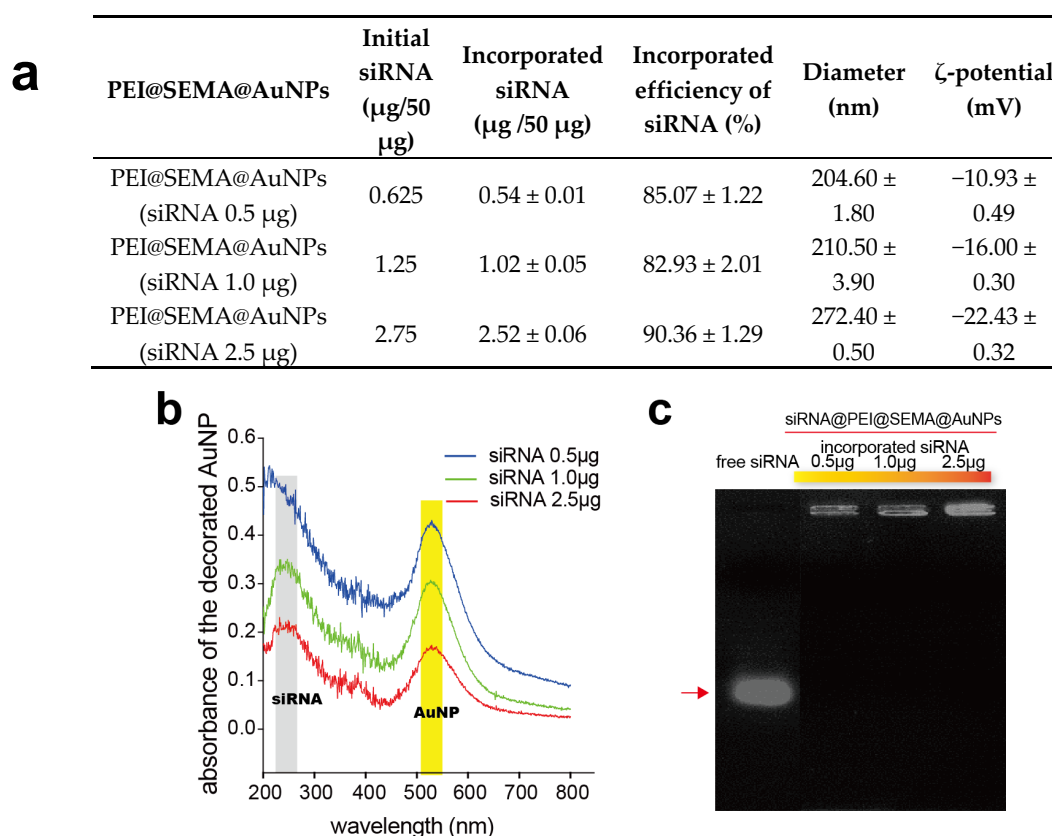 a
PEI@SEMA@AuNPs
Initial
siRNA
(µg/50
µg)
Incorporated
siRNA
(µg /50 µg)
Incorporated
efficiency of
siRNA (%)
Diameter
(nm)
ζ-potential
(mV)
PEI@SEMA@AuNPs
(siRNA 0.5 µg)
0.625
0.54 ± 0.01
85.07 ± 1.22
204.60 ±
1.80
−10.93 ±
0.49
PEI@SEMA@AuNPs
(siRNA 1.0 µg)
1.25
1.02 ± 0.05
82.93 ± 2.01
210.50 ±
3.90
−16.00 ±
0.30
PEI@SEMA@AuNPs
(siRNA 2.5 µg)
2.75
2.52 ± 0.06
90.36 ± 1.29
272.40 ±
0.50
−22.43 ±
0.32
b
absorbance of the decorated AuNP
0.6
0.5
0.4
0.3
0.2
0.1
0.0
siRNA 0.5µg
siRNA 1.0µg
siRNA 2.5µg
siRNA
AuNP
200 300 400 500 600 700 800
wavelength (nm)
c
siRNA@PEI@SEMA@AuNPs
incorporated siRNA
free siRNA 0.5µg 1.0µg 2.5µg